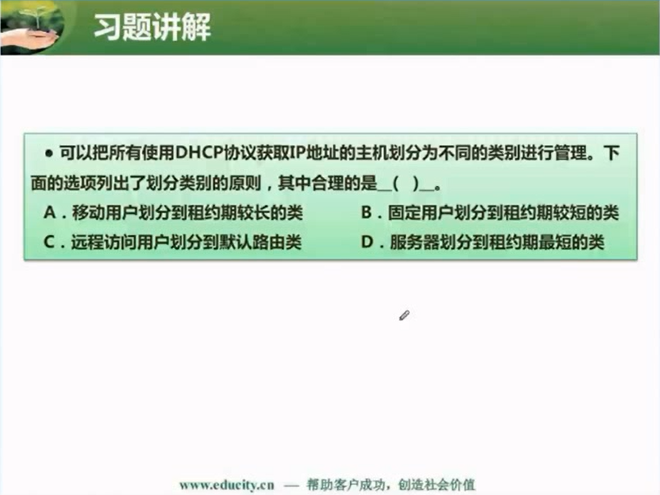 习题讲解
● 可以把所有使用DHCP协议获取IP地址的主机划分为不同的类别进行管理。下
面的选项列出了划分类别的原则，其中合理的是__( )__。
A．移动用户划分到租约期较长的类 B．固定用户划分到租约期较短的类
C．远程访问用户划分到默认路由类 D．服务器划分到租约期最短的类
www.educity.cn — 帮助客户成功，创造社会价值